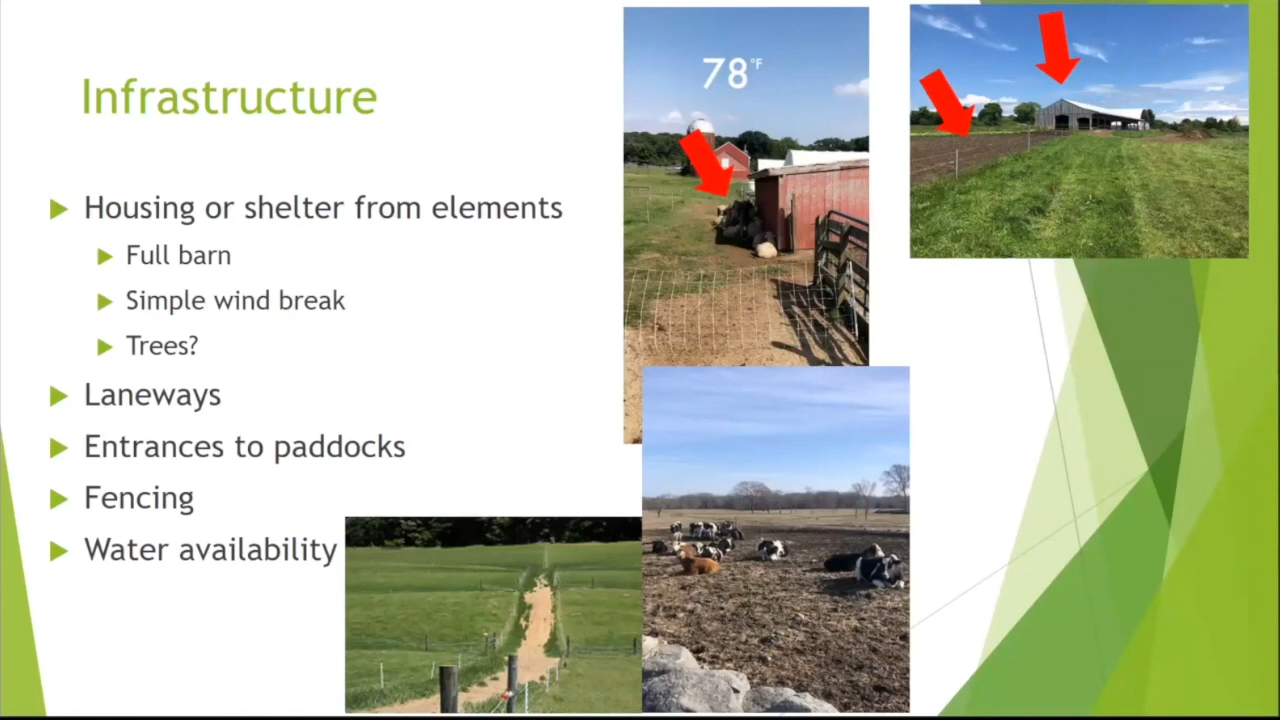 Infrastructure
Housing or shelter from elements
Full barn
Simple wind break
Trees?
Laneways
Entrances to paddocks
Fencing
Water availability
78°F